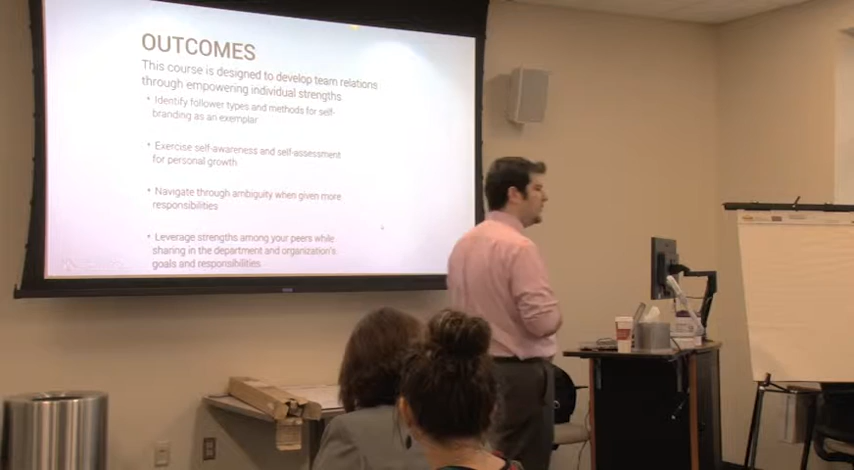 OUTCOMES
This course is designed to develop team relations
through empowering individual strengths
• Identify follower types and methods for self-
branding as an exemplar
• Exercise self-awareness and self-assessment
for personal growth
• Navigate through ambiguity when given more
responsibilities
• Leverage strengths among your peers while
sharing in the department and organization's
goals and responsibilities